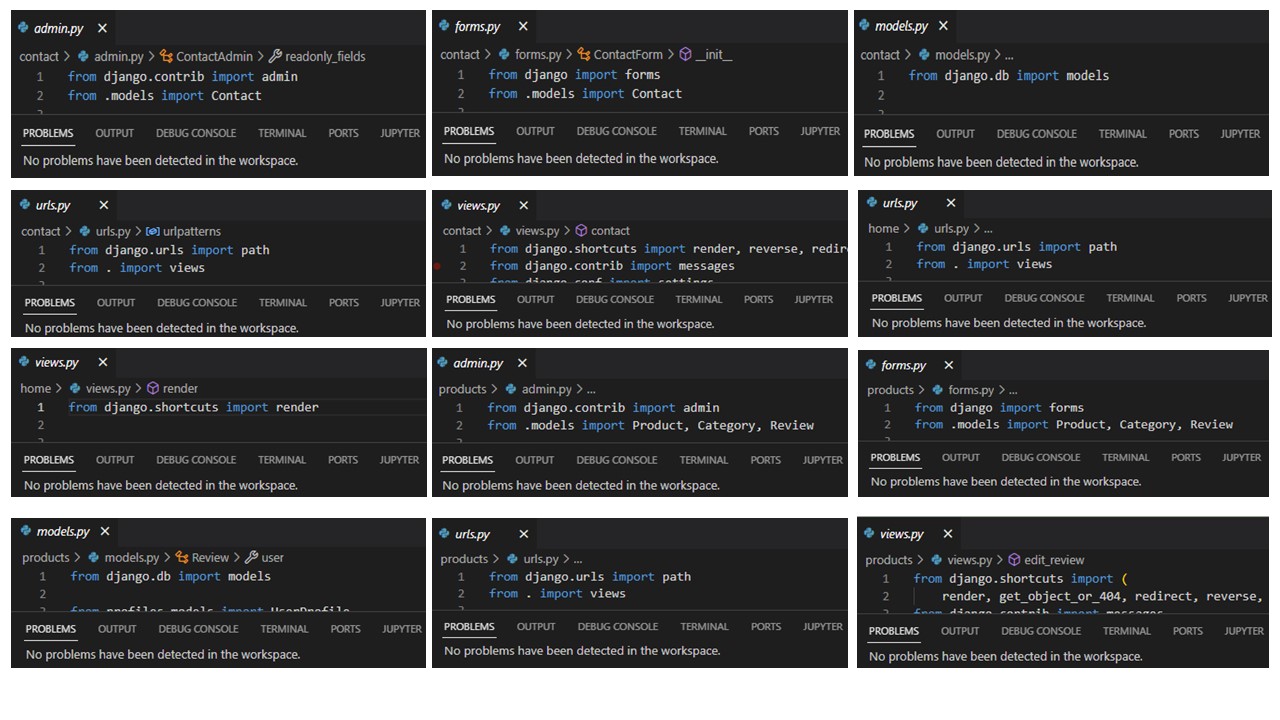 admin.py ×
contact > admin.py > ContactAdmin > readonly_fields
1 from django.contrib import admin
2 from .models import Contact
PROBLEMS OUTPUT DEBUG CONSOLE TERMINAL PORTS JUPYTER
No problems have been detected in the workspace.
forms.py ×
contact > forms.py > ContactForm > __init__
1 from django import forms
2 from .models import Contact
PROBLEMS OUTPUT DEBUG CONSOLE TERMINAL PORTS JUPYTER
No problems have been detected in the workspace.
models.py ×
contact > models.py > ...
1 from django.db import models
2
PROBLEMS OUTPUT DEBUG CONSOLE TERMINAL PORTS JUPYTER
No problems have been detected in the workspace.
urls.py ×
contact > urls.py > urlpatterns
1 from django.urls import path
2 from . import views
PROBLEMS OUTPUT DEBUG CONSOLE TERMINAL PORTS JUPYTER
No problems have been detected in the workspace.
views.py ×
contact > views.py > contact
1 from django.shortcuts import render, reverse, redir
2 from django.contrib import messages
from django.conf import settings
PROBLEMS OUTPUT DEBUG CONSOLE TERMINAL PORTS JUPYTER
No problems have been detected in the workspace.
urls.py ×
home > urls.py > ...
1 from django.urls import path
2 from . import views
PROBLEMS OUTPUT DEBUG CONSOLE TERMINAL PORTS JUPYTER
No problems have been detected in the workspace.
views.py ×
home > views.py > render
1 from django.shortcuts import render
2
PROBLEMS OUTPUT DEBUG CONSOLE TERMINAL PORTS JUPYTER
No problems have been detected in the workspace.
admin.py ×
products > admin.py > ...
1 from django.contrib import admin
2 from .models import Product, Category, Review
PROBLEMS OUTPUT DEBUG CONSOLE TERMINAL PORTS JUPYTER
No problems have been detected in the workspace.
forms.py ×
products > forms.py > ...
1 from django import forms
2 from .models import Product, Category, Review
PROBLEMS OUTPUT DEBUG CONSOLE TERMINAL PORTS JUPYTER
No problems have been detected in the workspace.
models.py ×
products > models.py > Review > user
1 from django.db import models
2
from profiles.models import UserProfile
PROBLEMS OUTPUT DEBUG CONSOLE TERMINAL PORTS JUPYTER
No problems have been detected in the workspace.
urls.py ×
products > urls.py > ...
1 from django.urls import path
2 from . import views
PROBLEMS OUTPUT DEBUG CONSOLE TERMINAL PORTS JUPYTER
No problems have been detected in the workspace.
views.py ×
products > views.py > edit_review
1 from django.shortcuts import (
2 render, get_object_or_404, redirect, reverse,
from django.contrib import messages
PROBLEMS OUTPUT DEBUG CONSOLE TERMINAL PORTS JUPYTER
No problems have been detected in the workspace.